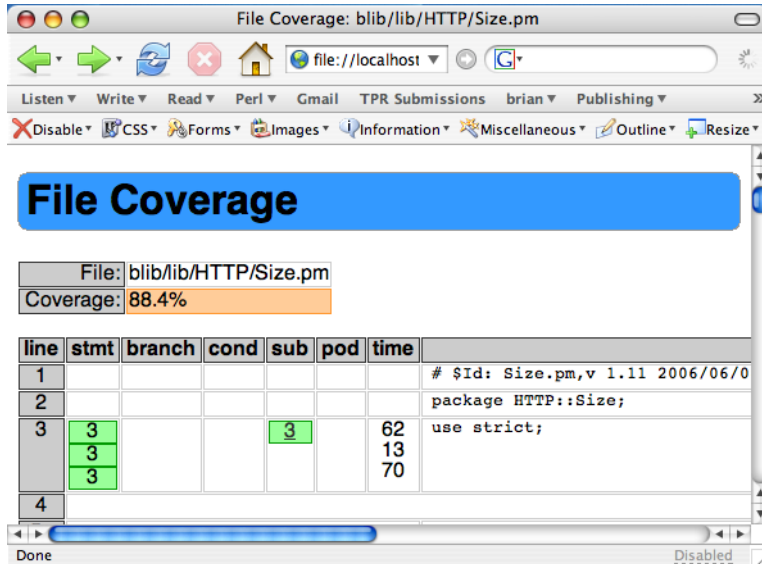 File Coverage: blib/lib/HTTP/Size.pm
file://localhost
G
Listen Write Read Perl Gmail TPR Submissions brian Publishing »
Disable CSS Forms Images Information Miscellaneous Outline Resize
File Coverage
File: blib/lib/HTTP/Size.pm
Coverage: 88.4%
line stmt branch cond sub pod time
1 # $Id: Size.pm,v 1.11 2006/06/0
2 package HTTP::Size;
3 3 3 62 use strict;
3 13
3 70
4
Done Disabled